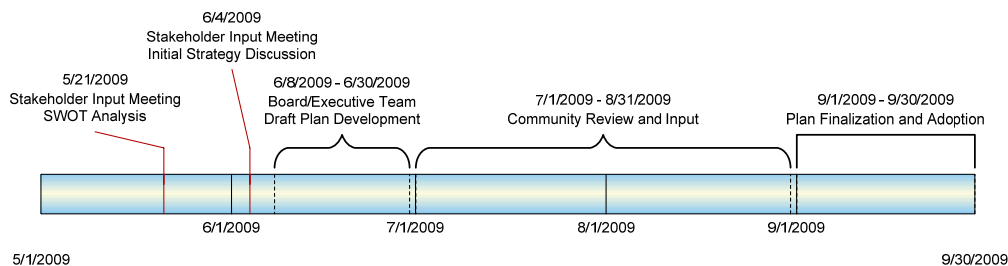 6/4/2009
Stakeholder Input Meeting
Initial Strategy Discussion
5/21/2009
Stakeholder Input Meeting
SWOT Analysis
6/8/2009 - 6/30/2009
Board/Executive Team
Draft Plan Development
7/1/2009 - 8/31/2009
Community Review and Input
9/1/2009 - 9/30/2009
Plan Finalization and Adoption
6/1/2009
7/1/2009
8/1/2009
9/1/2009
5/1/2009
9/30/2009